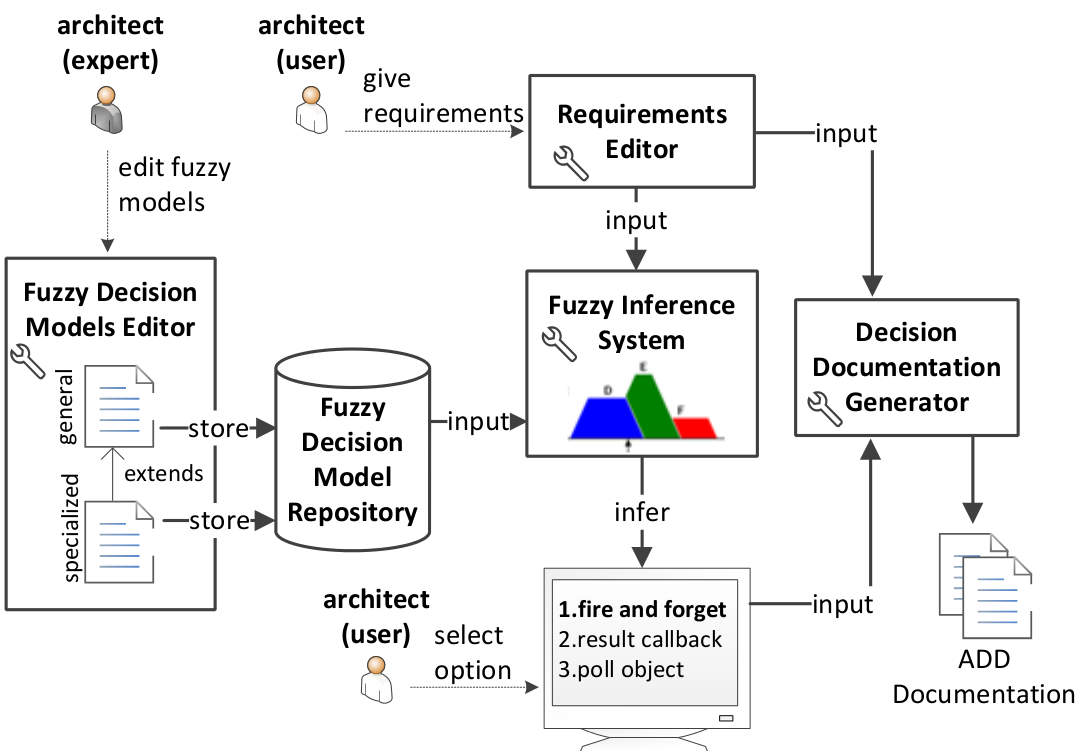 architect
(expert)
architect
(user)
give
requirements
Requirements
Editor
input
edit fuzzy
models
input
Fuzzy Decision
Models Editor
general
store
extends
specialized
store
Fuzzy
Decision
Model
Repository
input
Fuzzy Inference
System
D
E
F
Decision
Documentation
Generator
infer
architect
(user)
select
option
1.fire and forget
2.result callback
3.poll object
input
ADD
Documentation